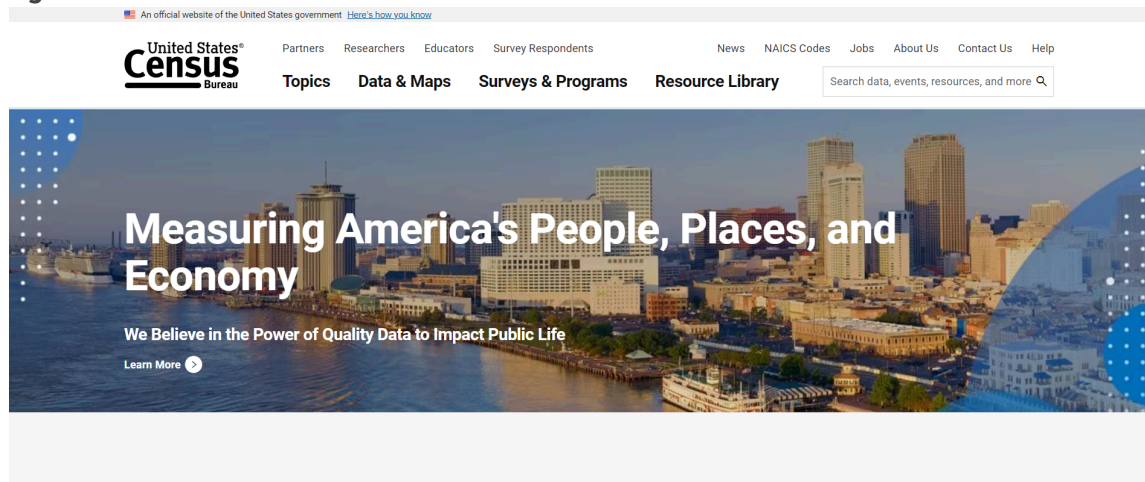 An official website of the United States government Here's how you know
United States®
Census
Bureau
Partners Researchers Educators Survey Respondents
News NAICS Codes Jobs About Us Contact Us Help
Topics Data & Maps Surveys & Programs Resource Library
Search data, events, resources, and more
Measuring America's People, Places, and
Economy
We Believe in the Power of Quality Data to Impact Public Life
Learn More